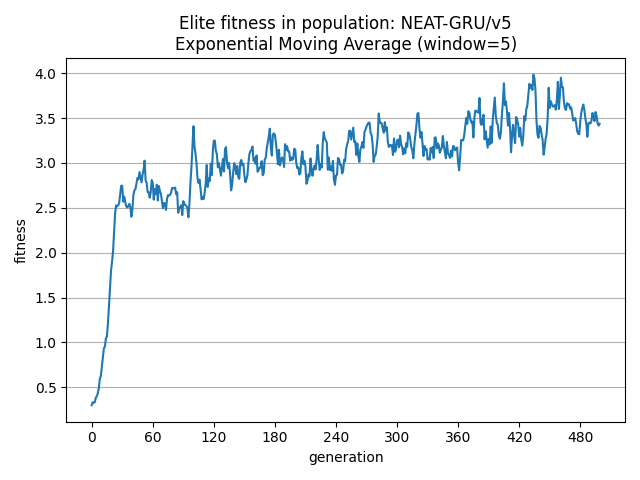 Elite fitness in population: NEAT-GRU/v5
Exponential Moving Average (window=5)
4.0
3.5
3.0
2.5
2.0
1.5
1.0
0.5
fitness
0 60 120 180 240 300 360 420 480
generation